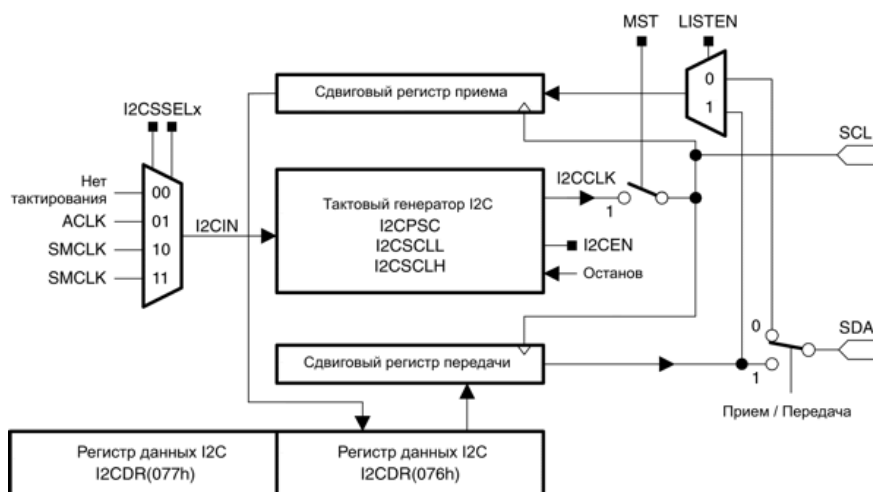 MST
LISTEN
Сдвиговый регистр приема
0
1
I2CSSELx
SCL
Нет
тактирования
00
ACLK
01
I2CIN
SMCLK
10
SMCLK
11
Тактовый генератор I2C
I2CPSC
I2CSCLL
I2CSCLH
I2CCLK
1
I2CEN
Останов
0
SDA
1
Сдвиговый регистр передачи
Прием / Передача
Регистр данных I2C
I2CDR(077h)
Регистр данных I2C
I2CDR(076h)